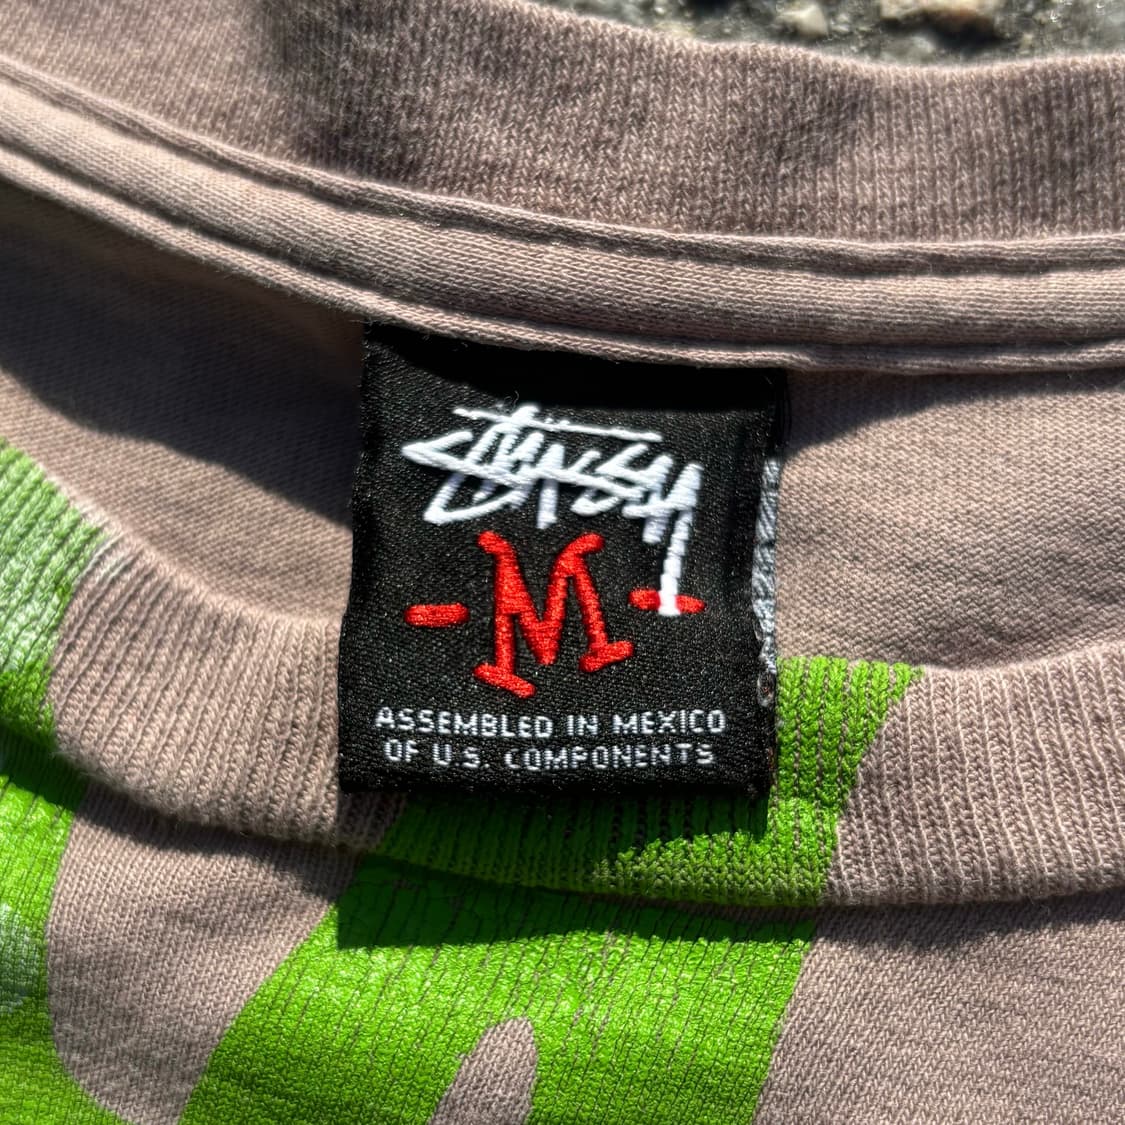 STUSSY
-M-
ASSEMBLED IN MEXICO
OF U.S. COMPONENTS